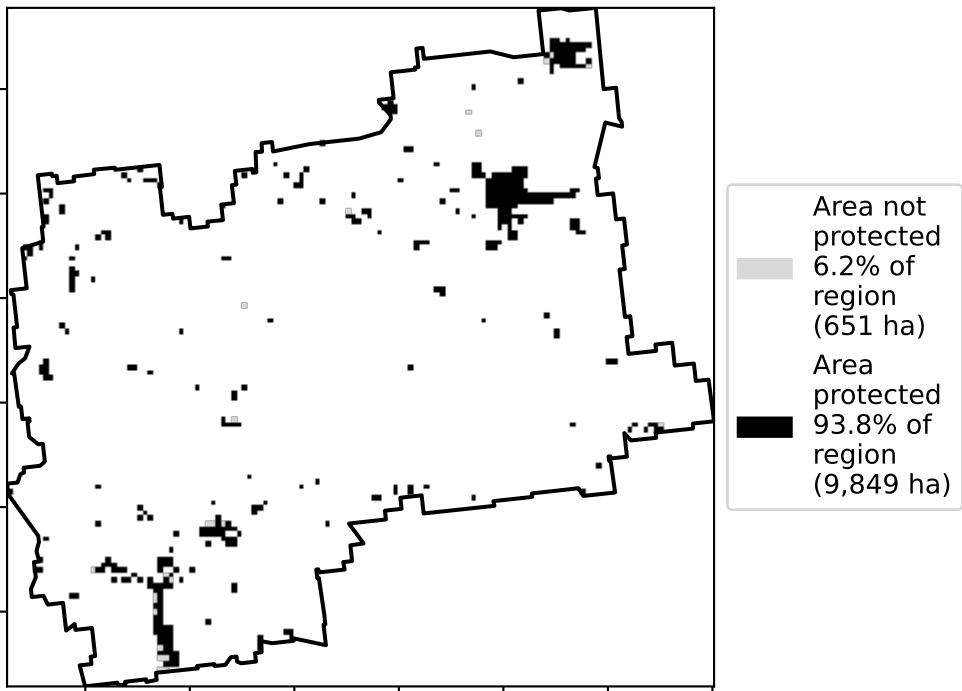 Area not
protected
6.2% of
region
(651 ha)
Area
protected
93.8% of
region
(9,849 ha)